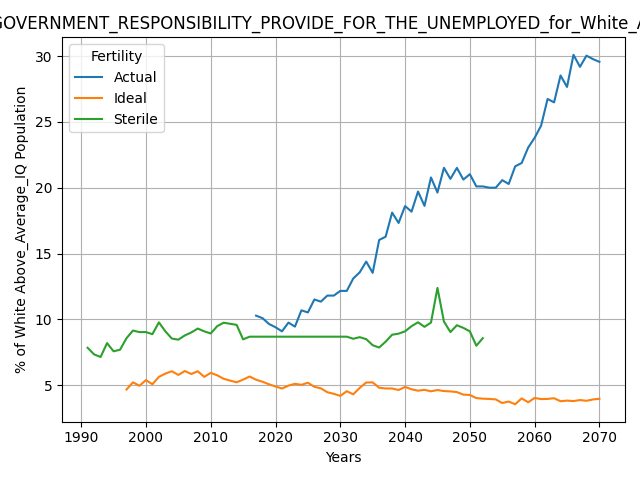 GOVERNMENT_RESPONSIBILITY_PROVIDE_FOR_THE_UNEMPLOYED_for_White_A
Fertility
Actual
Ideal
Sterile
% of White Above_Average_IQ Population
30
25
20
15
10
5
1990 2000 2010 2020 2030 2040 2050 2060 2070
Years